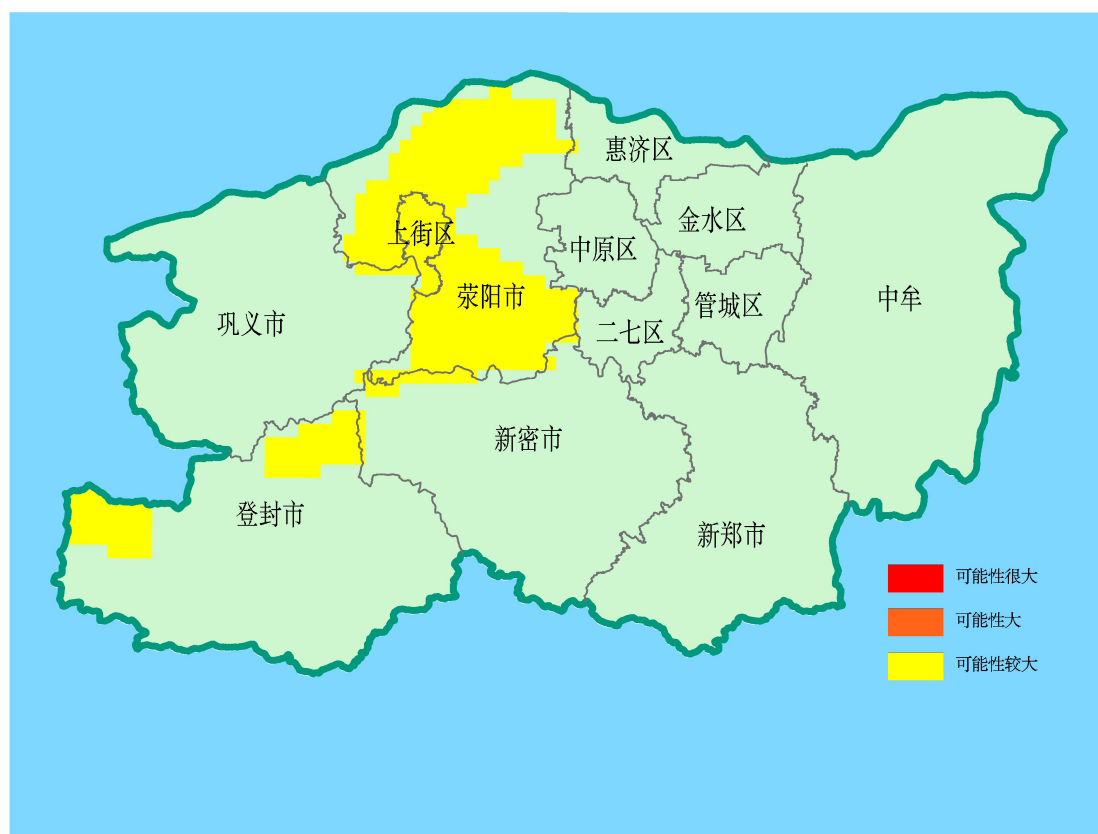 惠济区
金水区
上街区
中原区
荥阳市
管城区
中牟
巩义市
二七区
新密市
登封市
新郑市
可能性很大
可能性大
可能性较大